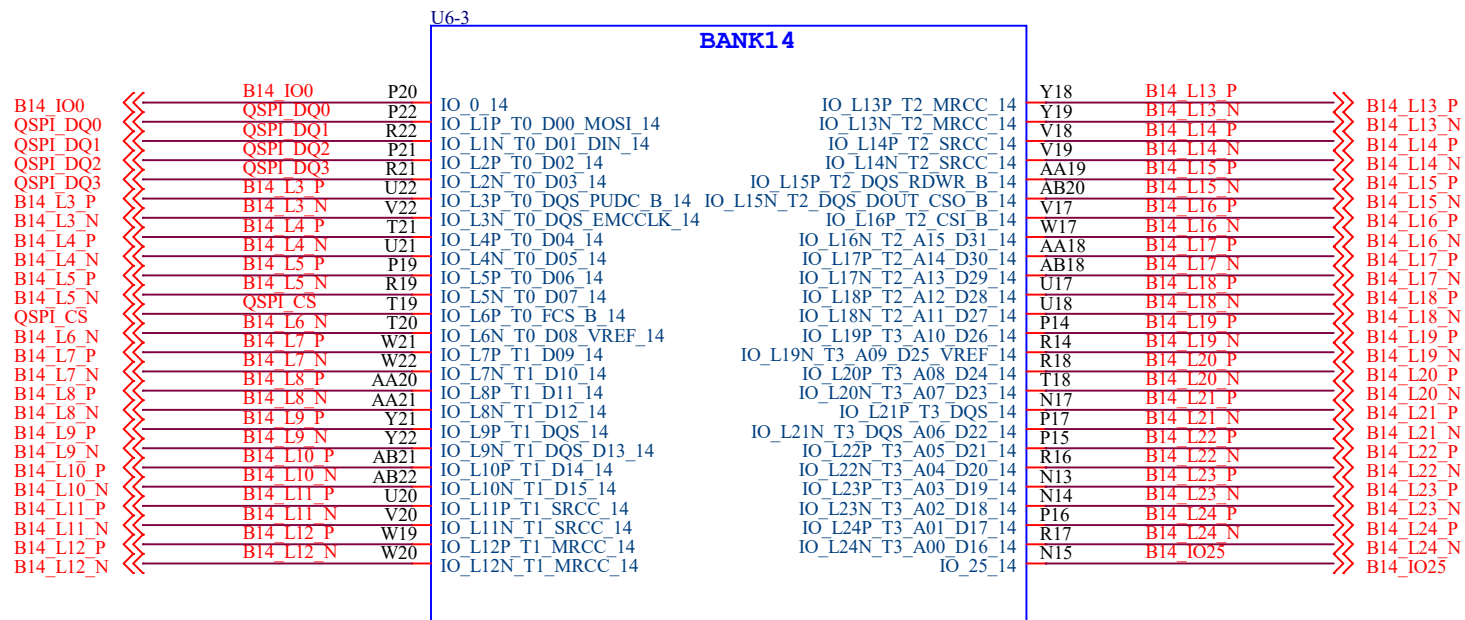 U6-3
BANK14
B14_IO0 B14_IO0 P20 IO_0_14 IO_L13P_T2_MRCC_14 Y18 B14_L13_P B14_L13_P
QSPI_DQ0 QSPI_DQ0 P22 IO_L1P_T0_D00_MOSI_14 IO_L13N_T2_MRCC_14 Y19 B14_L13_N B14_L13_N
QSPI_DQ1 QSPI_DQ1 R22 IO_L1N_T0_D01_DIN_14 IO_L14P_T2_SRCC_14 V18 B14_L14_P B14_L14_P
QSPI_DQ2 QSPI_DQ2 P21 IO_L2P_T0_D02_14 IO_L14N_T2_SRCC_14 V19 B14_L14_N B14_L14_N
QSPI_DQ3 QSPI_DQ3 R21 IO_L2N_T0_D03_14 IO_L15P_T2_DQS_RDWR_B_14 AA19 B14_L15_P B14_L15_P
B14_L3_P B14_L3_P U22 IO_L3P_T0_DQS_PUDC_B_14 IO_L15N_T2_DQS_DOUT_CSO_B_14 AB20 B14_L15_N B14_L15_N
B14_L3_N B14_L3_N V22 IO_L3N_T0_DQS_EMCCLK_14 IO_L16P_T2_CSI_B_14 V17 B14_L16_P B14_L16_P
B14_L4_P B14_L4_P T21 IO_L4P_T0_D04_14 IO_L16N_T2_A15_D31_14 W17 B14_L16_N B14_L16_N
B14_L4_N B14_L4_N U21 IO_L4N_T0_D05_14 IO_L17P_T2_A14_D30_14 AA18 B14_L17_P B14_L17_P
B14_L5_P B14_L5_P P19 IO_L5P_T0_D06_14 IO_L17N_T2_A13_D29_14 AB18 B14_L17_N B14_L17_N
B14_L5_N B14_L5_N R19 IO_L5N_T0_D07_14 IO_L18P_T2_A12_D28_14 U17 B14_L18_P B14_L18_P
QSPI_CS QSPI_CS T19 IO_L6P_T0_FCS_B_14 IO_L18N_T2_A11_D27_14 U18 B14_L18_N B14_L18_N
B14_L6_N B14_L6_N T20 IO_L6N_T0_D08_VREF_14 IO_L19P_T3_A10_D26_14 P14 B14_L19_P B14_L19_P
B14_L7_P B14_L7_P W21 IO_L7P_T1_D09_14 IO_L19N_T3_A09_D25_VREF_14 R14 B14_L19_N B14_L19_N
B14_L7_N B14_L7_N W22 IO_L7N_T1_D10_14 IO_L20P_T3_A08_D24_14 R18 B14_L20_P B14_L20_P
B14_L8_P B14_L8_P AA20 IO_L8P_T1_D11_14 IO_L20N_T3_A07_D23_14 T18 B14_L20_N B14_L20_N
B14_L8_N B14_L8_N AA21 IO_L8N_T1_D12_14 IO_L21P_T3_DQS_14 N17 B14_L21_P B14_L21_P
B14_L9_P B14_L9_P Y21 IO_L9P_T1_DQS_14 IO_L21N_T3_DQS_A06_D22_14 P17 B14_L21_N B14_L21_N
B14_L9_N B14_L9_N Y22 IO_L9N_T1_DQS_D13_14 IO_L22P_T3_A05_D21_14 P15 B14_L22_P B14_L22_P
B14_L10_P B14_L10_P AB21 IO_L10P_T1_D14_14 IO_L22N_T3_A04_D20_14 R16 B14_L22_N B14_L22_N
B14_L10_N B14_L10_N AB22 IO_L10N_T1_D15_14 IO_L23P_T3_A03_D19_14 N13 B14_L23_P B14_L23_P
B14_L11_P B14_L11_P U20 IO_L11P_T1_SRCC_14 IO_L23N_T3_A02_D18_14 N14 B14_L23_N B14_L23_N
B14_L11_N B14_L11_N V20 IO_L11N_T1_SRCC_14 IO_L24P_T3_A01_D17_14 P16 B14_L24_P B14_L24_P
B14_L12_P B14_L12_P W19 IO_L12P_T1_MRCC_14 IO_L24N_T3_A00_D16_14 R17 B14_L24_N B14_L24_N
B14_L12_N B14_L12_N W20 IO_L12N_T1_MRCC_14 IO_25_14 N15 B14_IO25 B14_IO25